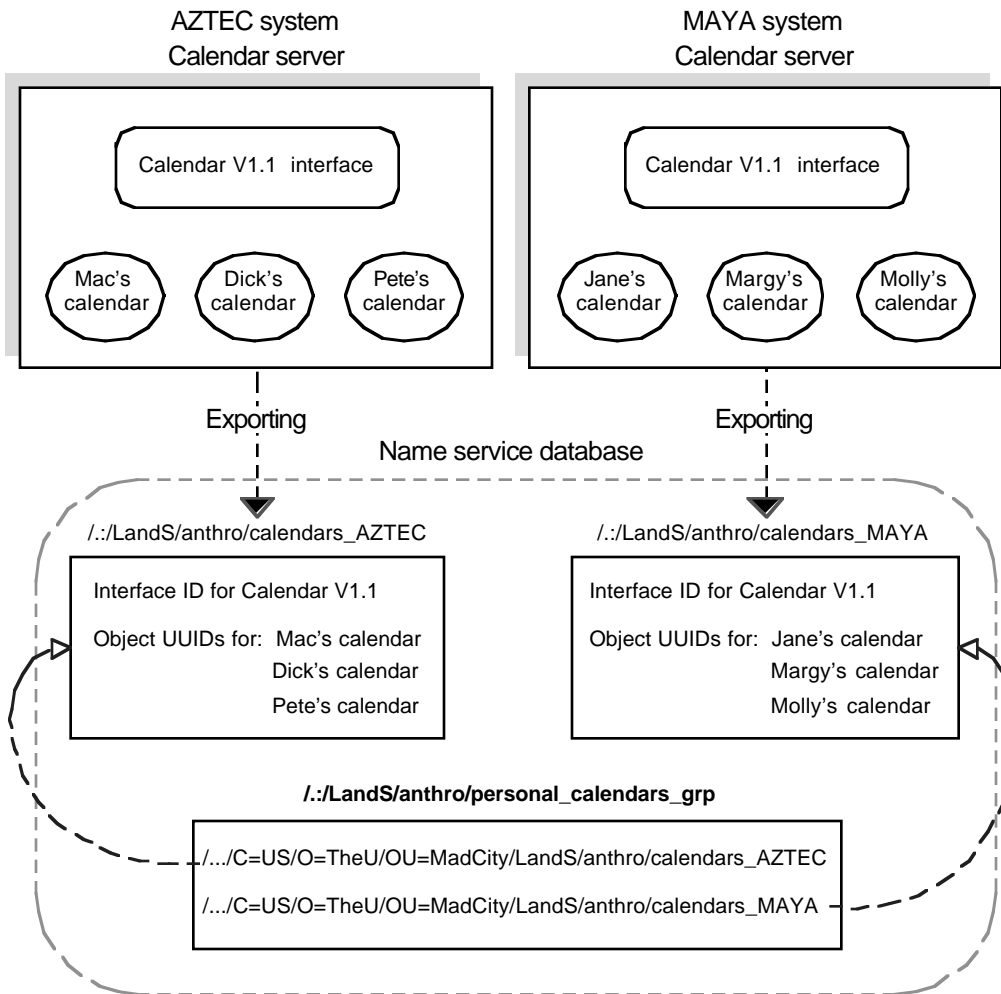 AZTEC system
Calendar server
MAYA system
Calendar server
Calendar V1.1 interface
Calendar V1.1 interface
Mac's
calendar
Dick's
calendar
Pete's
calendar
Jane's
calendar
Margy's
calendar
Molly's
calendar
Exporting
Exporting
Name service database
/.:/LandS/anthro/calendars_AZTEC
/.:/LandS/anthro/calendars_MAYA
Interface ID for Calendar V1.1
Object UUIDs for: Mac's calendar
Dick's calendar
Pete's calendar
Interface ID for Calendar V1.1
Object UUIDs for: Jane's calendar
Margy's calendar
Molly's calendar
/.:/LandS/anthro/personal_calendars_grp
/.../C=US/O=TheU/OU=MadCity/LandS/anthro/calendars_AZTEC
/.../C=US/O=TheU/OU=MadCity/LandS/anthro/calendars_MAYA